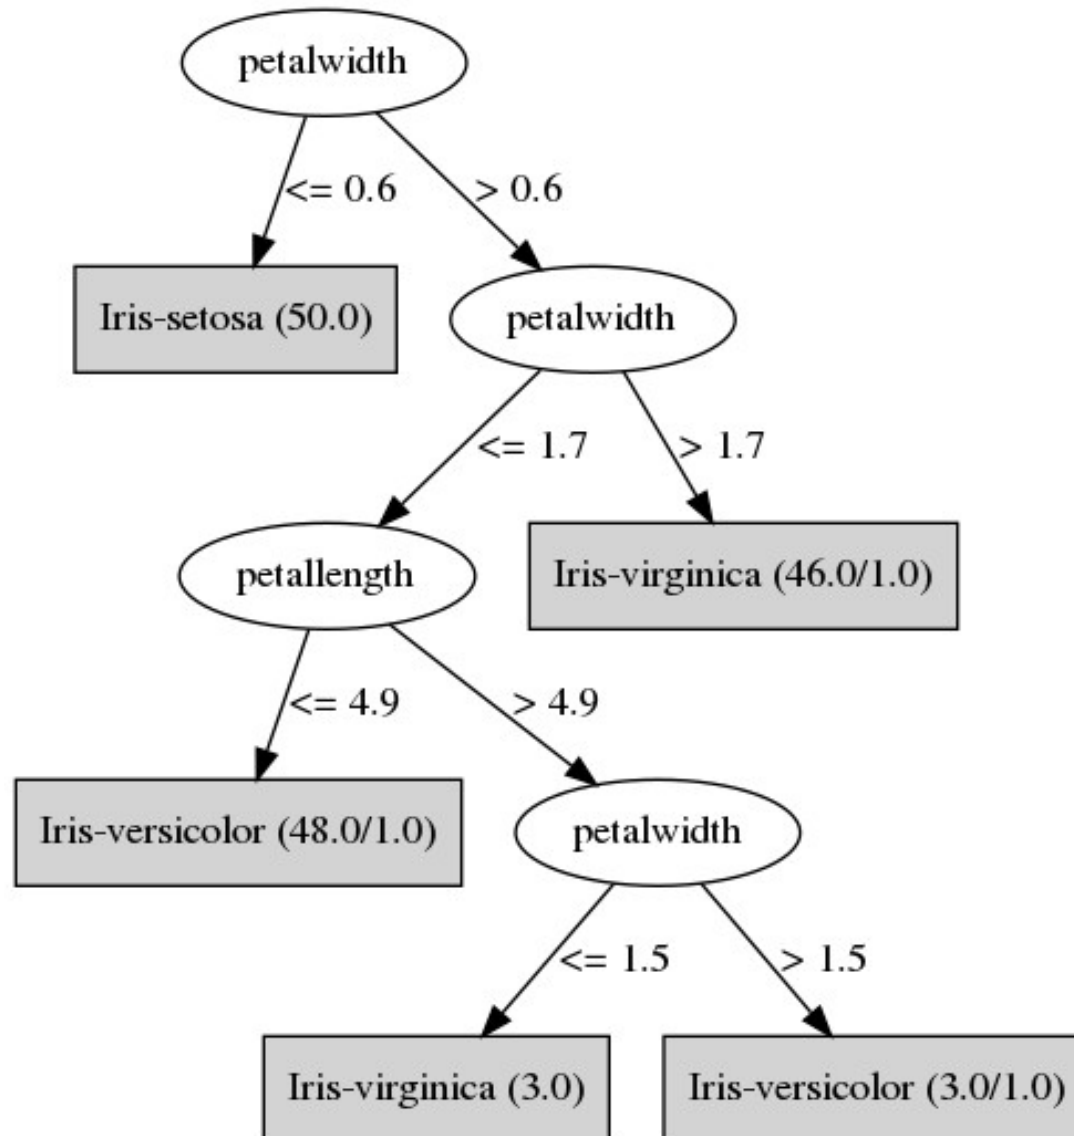 petalwidth
<= 0.6
> 0.6
Iris-setosa (50.0)
petalwidth
<= 1.7
> 1.7
petallength
Iris-virginica (46.0/1.0)
<= 4.9
> 4.9
Iris-versicolor (48.0/1.0)
petalwidth
<= 1.5
> 1.5
Iris-virginica (3.0)
Iris-versicolor (3.0/1.0)